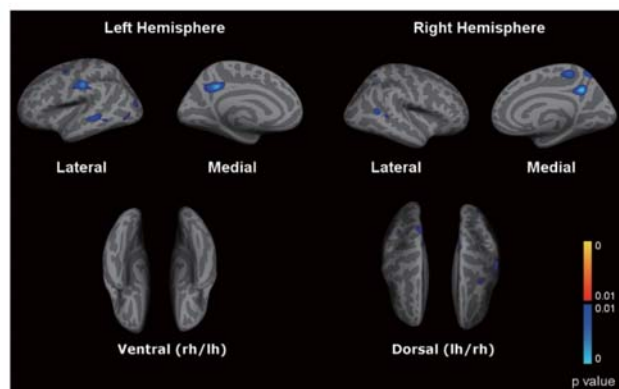 Left Hemisphere
Right Hemisphere
Lateral
Medial
Lateral
Medial
0
0.01
0.01
0
Ventral (rh/lh)
Dorsal (lh/rh)
p value